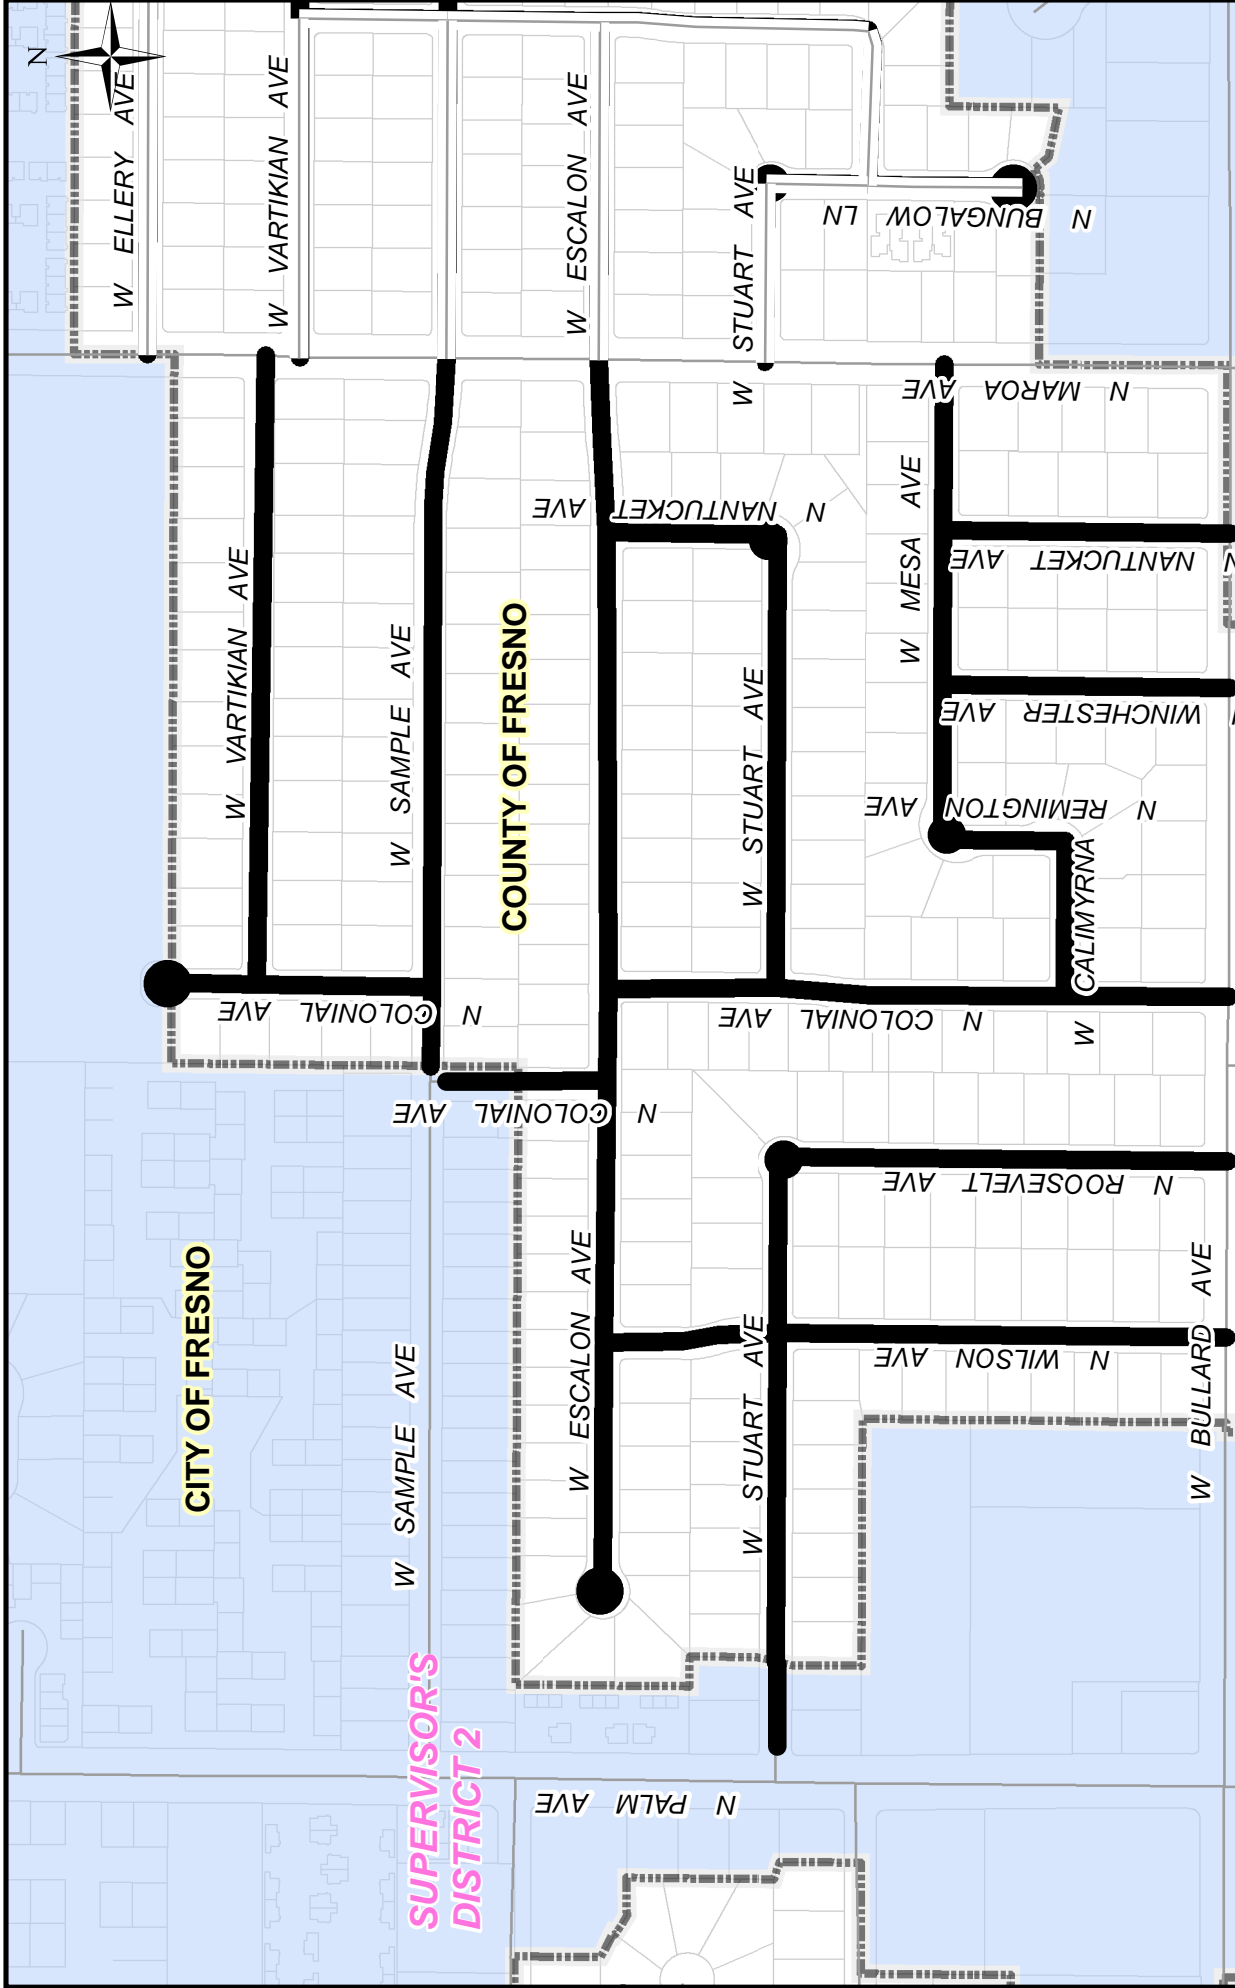 N
W ELLERY AVE
W VARTIKIAN AVE
W ESCALON AVE
W STUART AVE
N BUNGALOW LN
N MAROA AVE
W VARTIKIAN AVE
W SAMPLE AVE
COUNTY OF FRESNO
N NANTUCKET AVE
W STUART AVE
W MESA AVE
N NANTUCKET AVE
WINCHESTER AVE
N REMINGTON AVE
W CALIMYRNA
N COLONIAL AVE
N COLONIAL AVE
N COLONIAL AVE
CITY OF FRESNO
W SAMPLE AVE
W ESCALON AVE
W STUART AVE
N ROOSEVELT AVE
N WILSON AVE
W BULLARD AVE
SUPERVISOR'S
DISTRICT 2
N PALM AVE